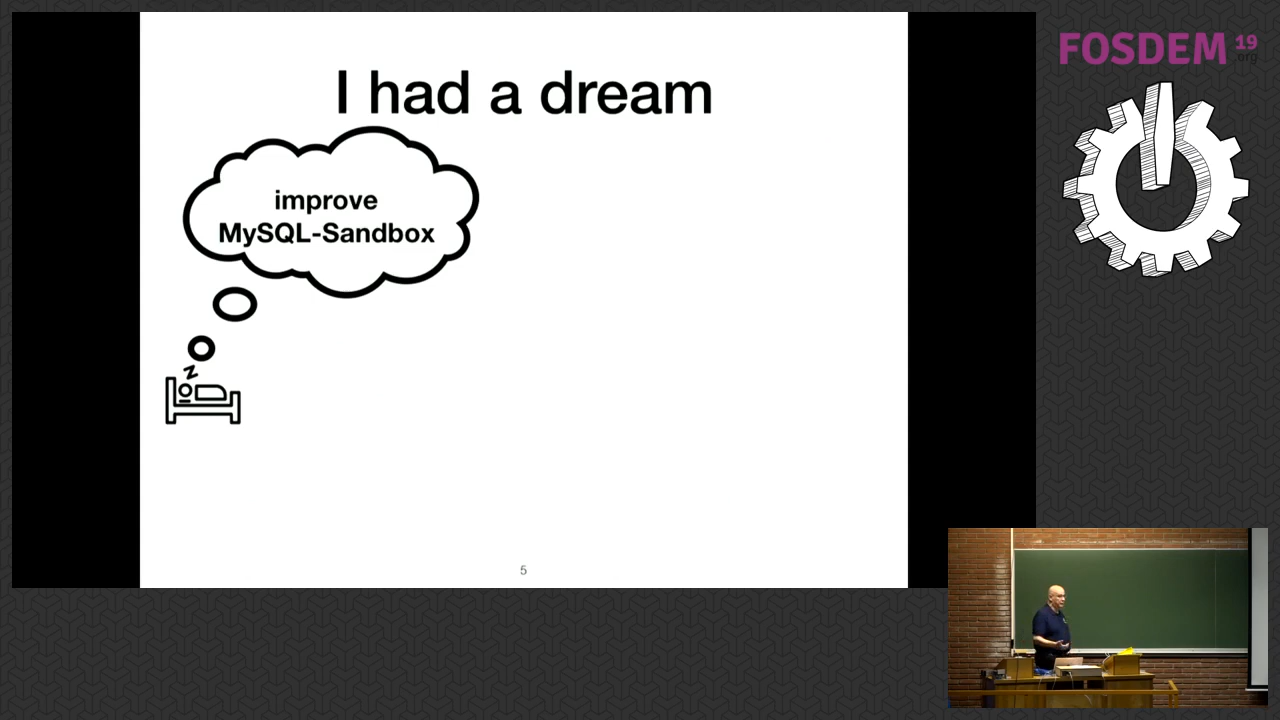 I had a dream
improve
MySQL-Sandbox
z
5
FOSDEM 19
.org